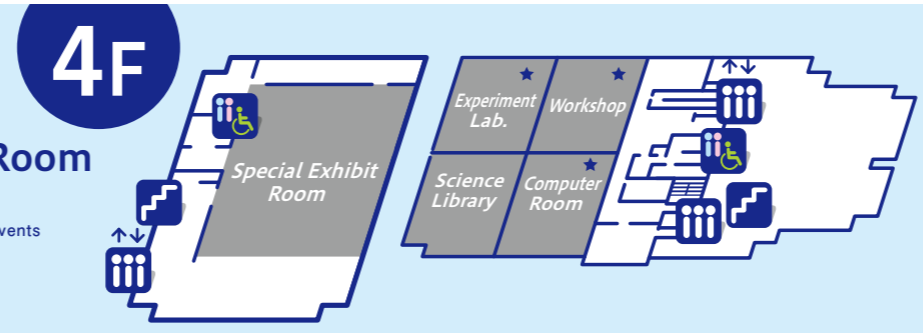 4F
Room
vents
Special Exhibit
Room
Experiment
Lab.
Workshop
Science
Library
Computer
Room